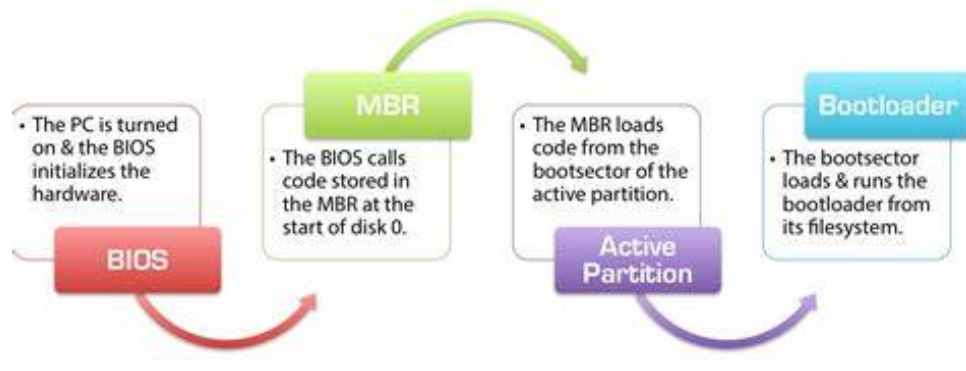 • The PC is turned
on & the BIOS
initializes the
hardware.
BIOS
MBR
• The BIOS calls
code stored in
the MBR at the
start of disk 0.
• The MBR loads
code from the
bootsector of the
active partition.
Active
Partition
Bootloader
• The bootsector
loads & runs the
bootloader from
its filesystem.